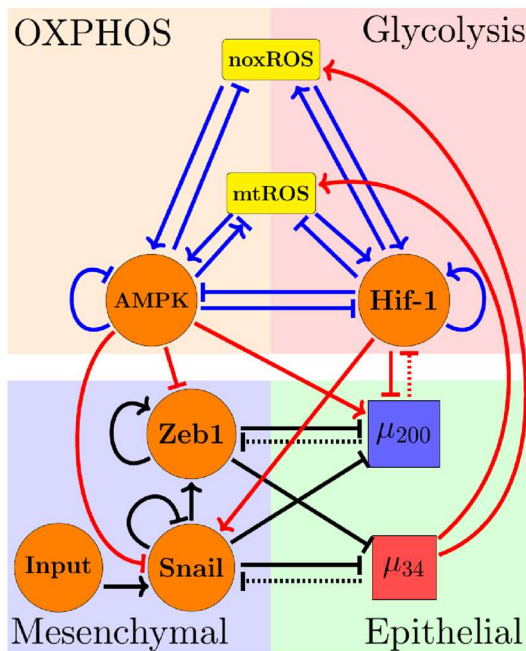 OXPHOS
Glycolysis
noxROS
mtROS
AMPK
Hif-1
Zeb1
μ200
Input
Snail
μ34
Mesenchymal
Epithelial